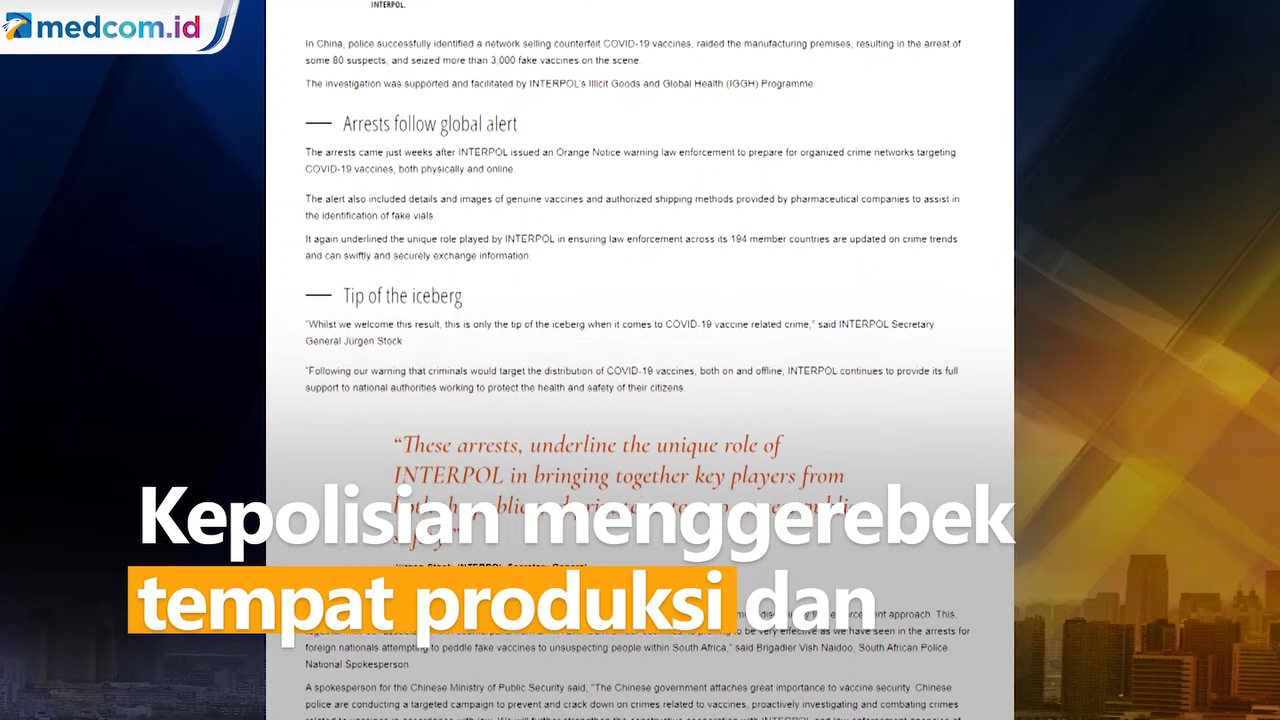 medcom.id
INTERPOL.
In China, police successfully identified a network selling counterfeit COVID-19 vaccines, raided the manufacturing premises, resulting in the arrest of
some 80 suspects, and seized more than 3,000 fake vaccines on the scene.
The investigation was supported and facilitated by INTERPOL's Illicit Goods and Global Health (IGGH) Programme.
Arrests follow global alert
The arrests came just weeks after INTERPOL issued an Orange Notice warning law enforcement to prepare for organized crime networks targeting
COVID-19 vaccines, both physically and online.
The alert also included details and images of genuine vaccines and authorized shipping methods provided by pharmaceutical companies to assist in
the identification of fake vials.
It again underlined the unique role played by INTERPOL in ensuring law enforcement across its 194 member countries are updated on crime trends
and can swiftly and securely exchange information.
Tip of the iceberg
"Whilst we welcome this result, this is only the tip of the iceberg when it comes to COVID-19 vaccine related crime," said INTERPOL Secretary
General Jürgen Stock
"Following our warning that criminals would target the distribution of COVID-19 vaccines, both on and offline, INTERPOL continues to provide its full
support to national authorities working to protect the health and safety of their citizens.
“These arrests, underline the unique role of
INTERPOL in bringing together key players from
Kepolisian menggerebek
tempat produksi dan
enforcement approach. This,
to be very effective as we have seen in the arrests for
foreign nationals attempting to peddle fake vaccines to unsuspecting people within South Africa," said Brigadier Vish Naidoo, South African Police
National Spokesperson.
A spokesperson for the Chinese Ministry of Public Security said, "The Chinese government attaches great importance to vaccine security. Chinese
police are conducting a targeted campaign to prevent and crack down on crimes related to vaccines, proactively investigating and combating crimes